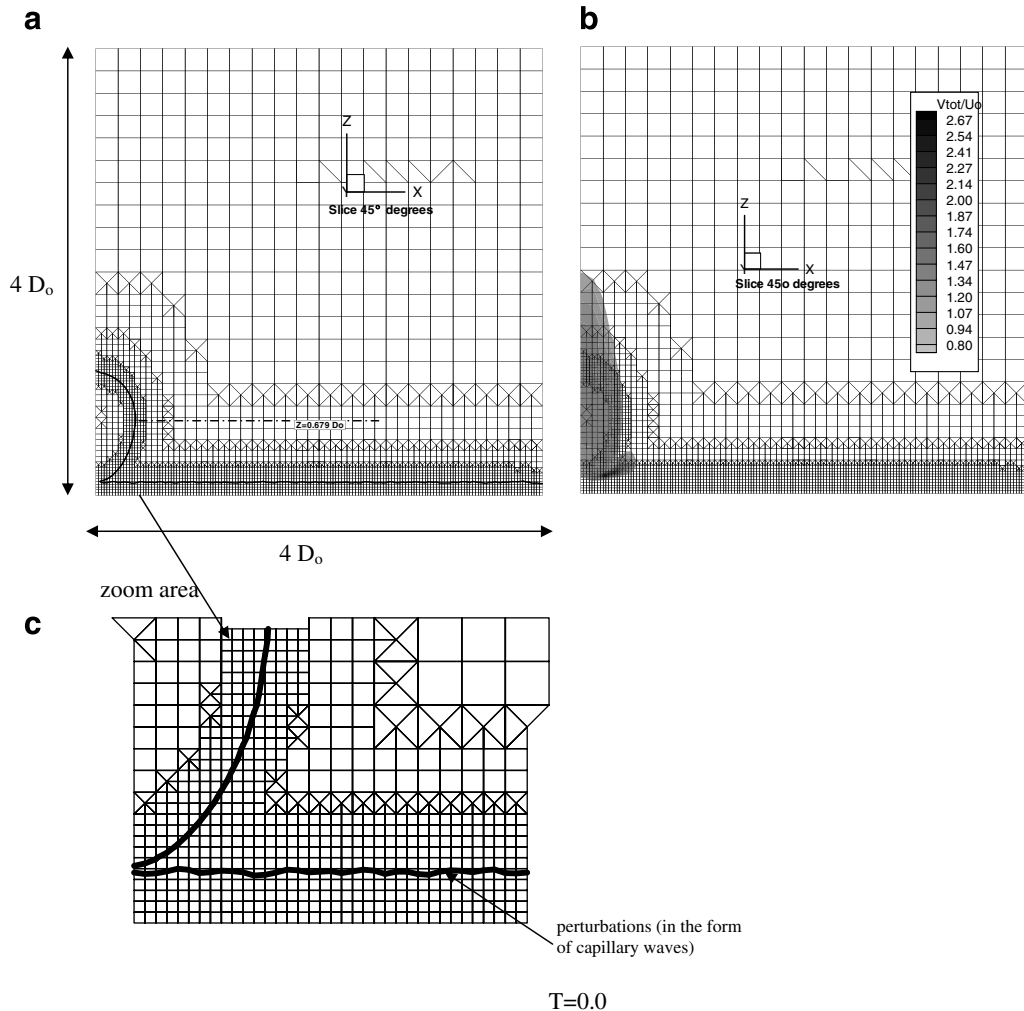 a
b
4 Dₒ
Z
X
Y
Slice 45° degrees
Z=0.679 Do
4 Dₒ
Z
X
Y
Slice 45o degrees
Vtot/Uo
2.67
2.54
2.41
2.27
2.14
2.00
1.87
1.74
1.60
1.47
1.34
1.20
1.07
0.94
0.80
zoom area
c
perturbations (in the form
of capillary waves)
T=0.0